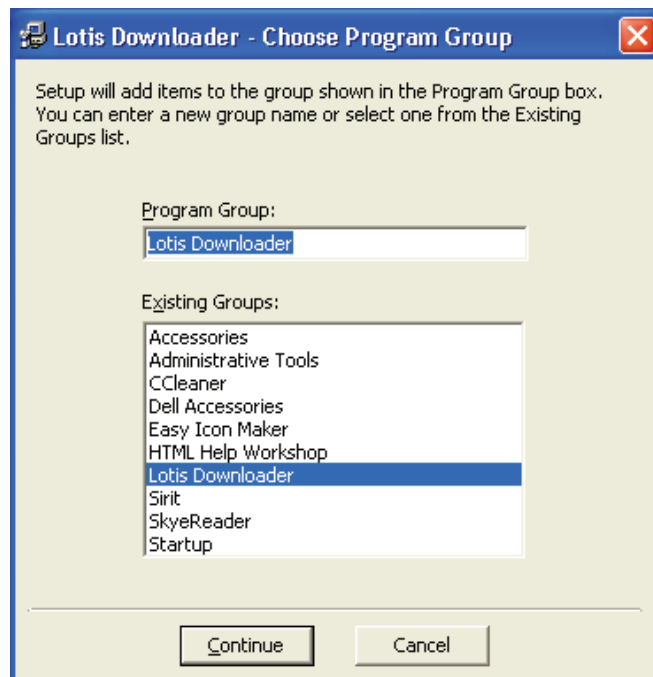 Lotis Downloader - Choose Program Group
Setup will add items to the group shown in the Program Group box.
You can enter a new group name or select one from the Existing
Groups list.
Program Group:
Lotis Downloader
Existing Groups:
Accessories
Administrative Tools
CCleaner
Dell Accessories
Easy Icon Maker
HTML Help Workshop
Lotis Downloader
Sirit
SkyeReader
Startup
Continue
Cancel